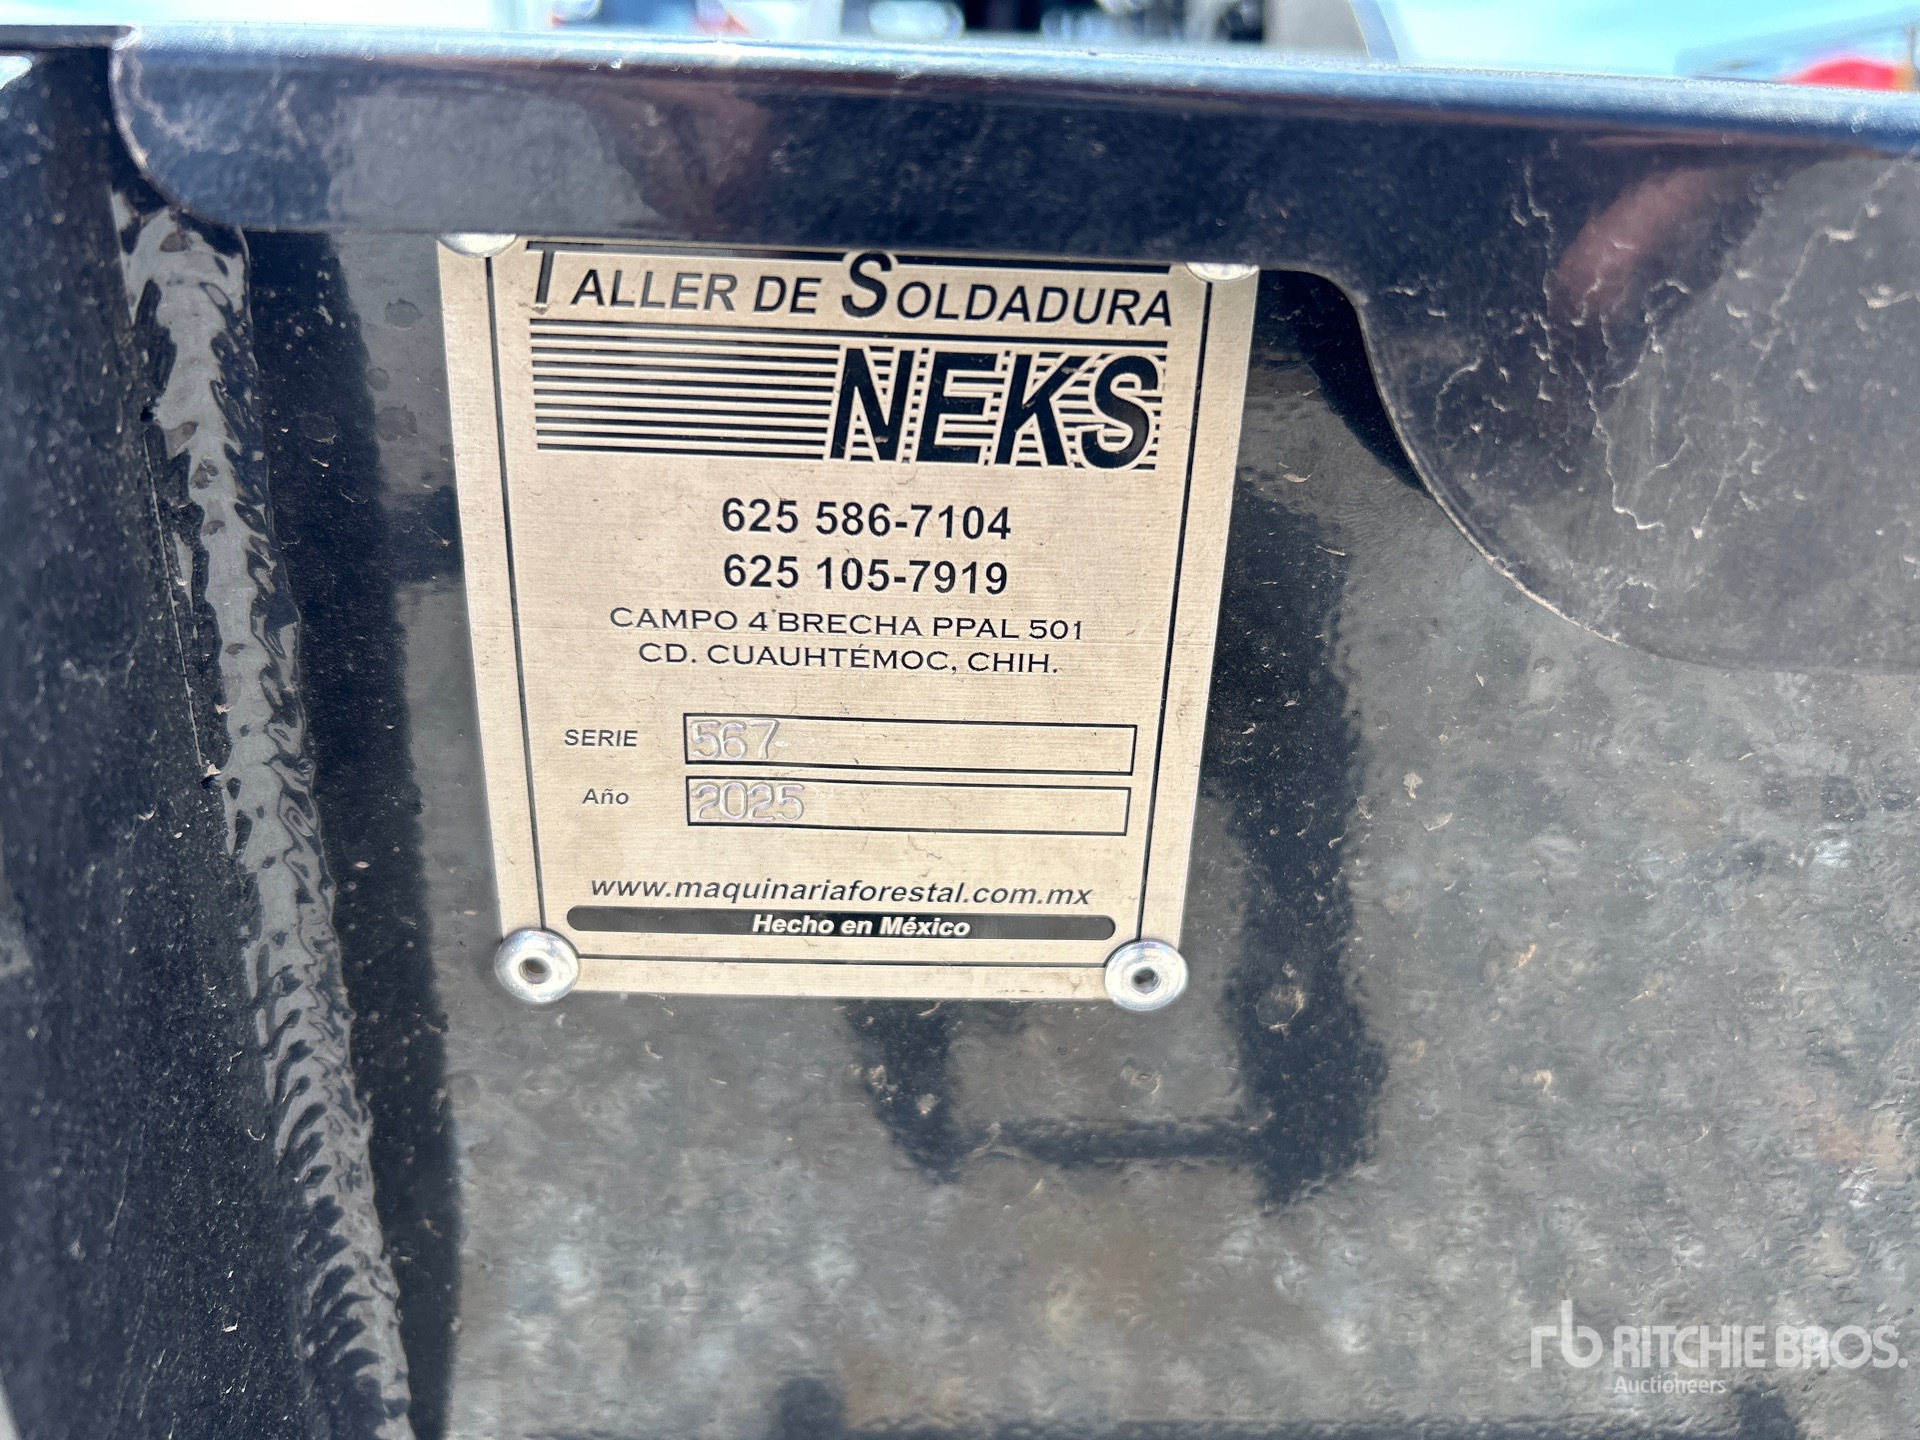 TALLER DE SOLDADURA
NEKS
625 586-7104
625 105-7919
CAMPO 4 BRECHA PPAL 501
CD. CUAUHTÉMOC, CHIH.
SERIE 567
Año 2025
www.maquinariaforestal.com.mx
Hecho en México
rb RITCHIE BROS.
Auctioneers